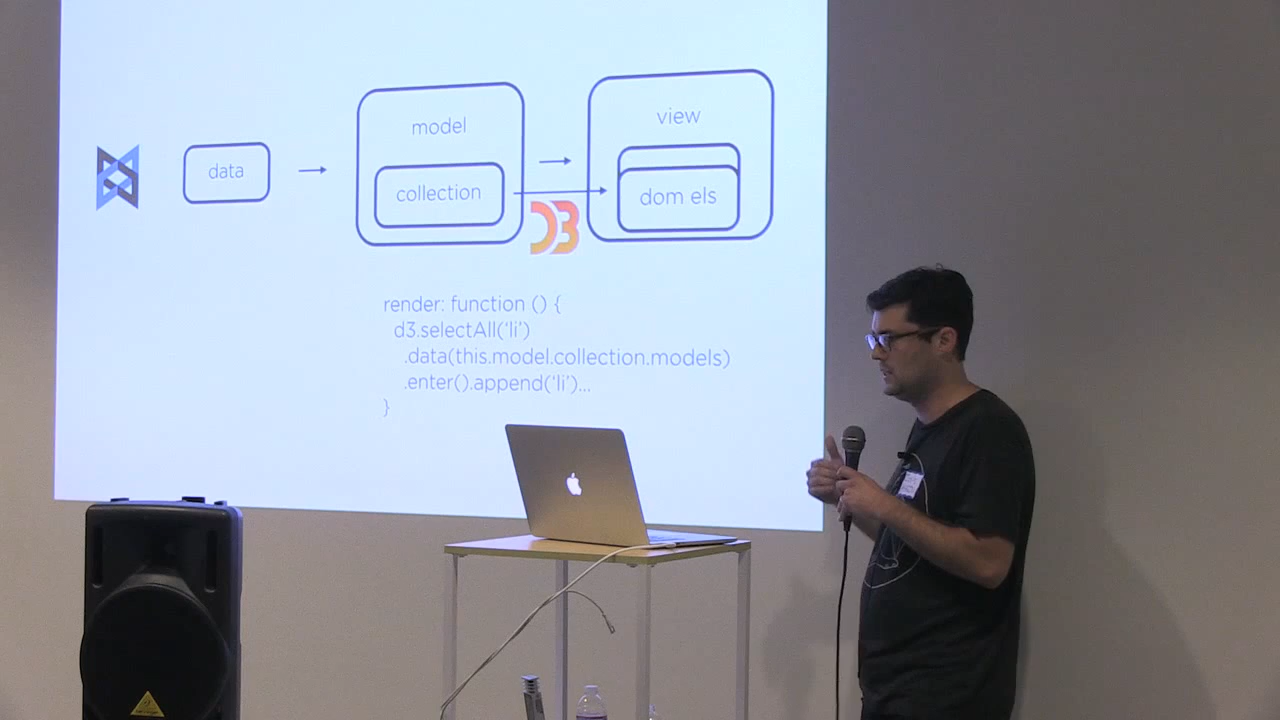 model
view
data
collection
dom els
D3
render: function () {
d3.selectAll('li')
.data(this.model.collection.models)
.enter().append('li')...
}